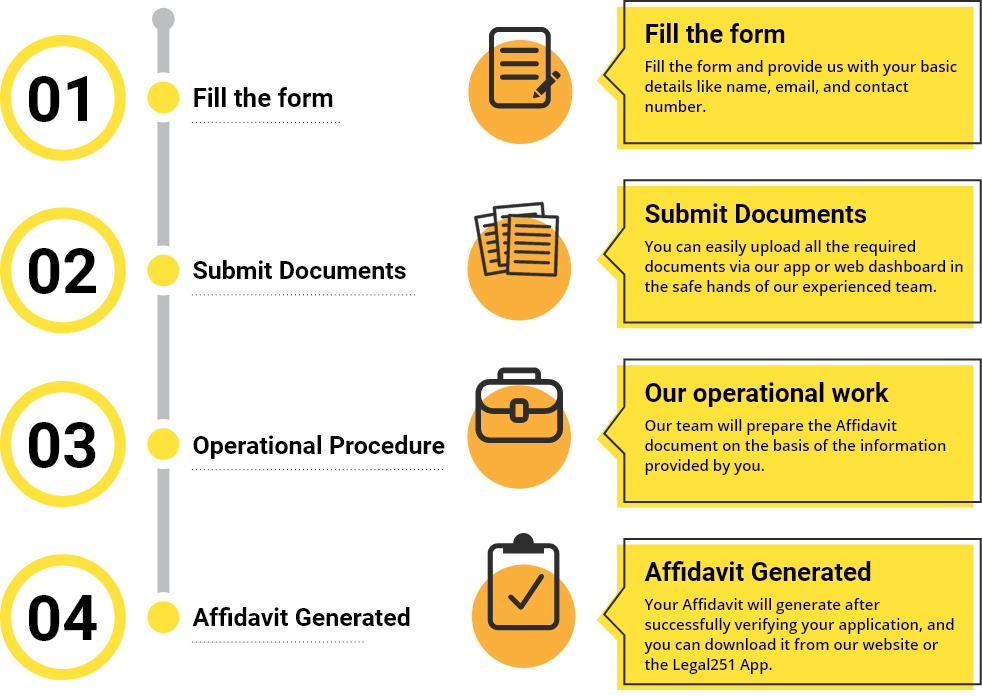 01
Fill the form
Fill the form
Fill the form and provide us with your basic
details like name, email, and contact
number.
02
Submit Documents
Submit Documents
You can easily upload all the required
documents via our app or web dashboard in
the safe hands of our experienced team.
03
Operational Procedure
Our operational work
Our team will prepare the Affidavit
document on the basis of the information
provided by you.
04
Affidavit Generated
Affidavit Generated
Your Affidavit will generate after
successfully verifying your application, and
you can download it from our website or
the Legal251 App.